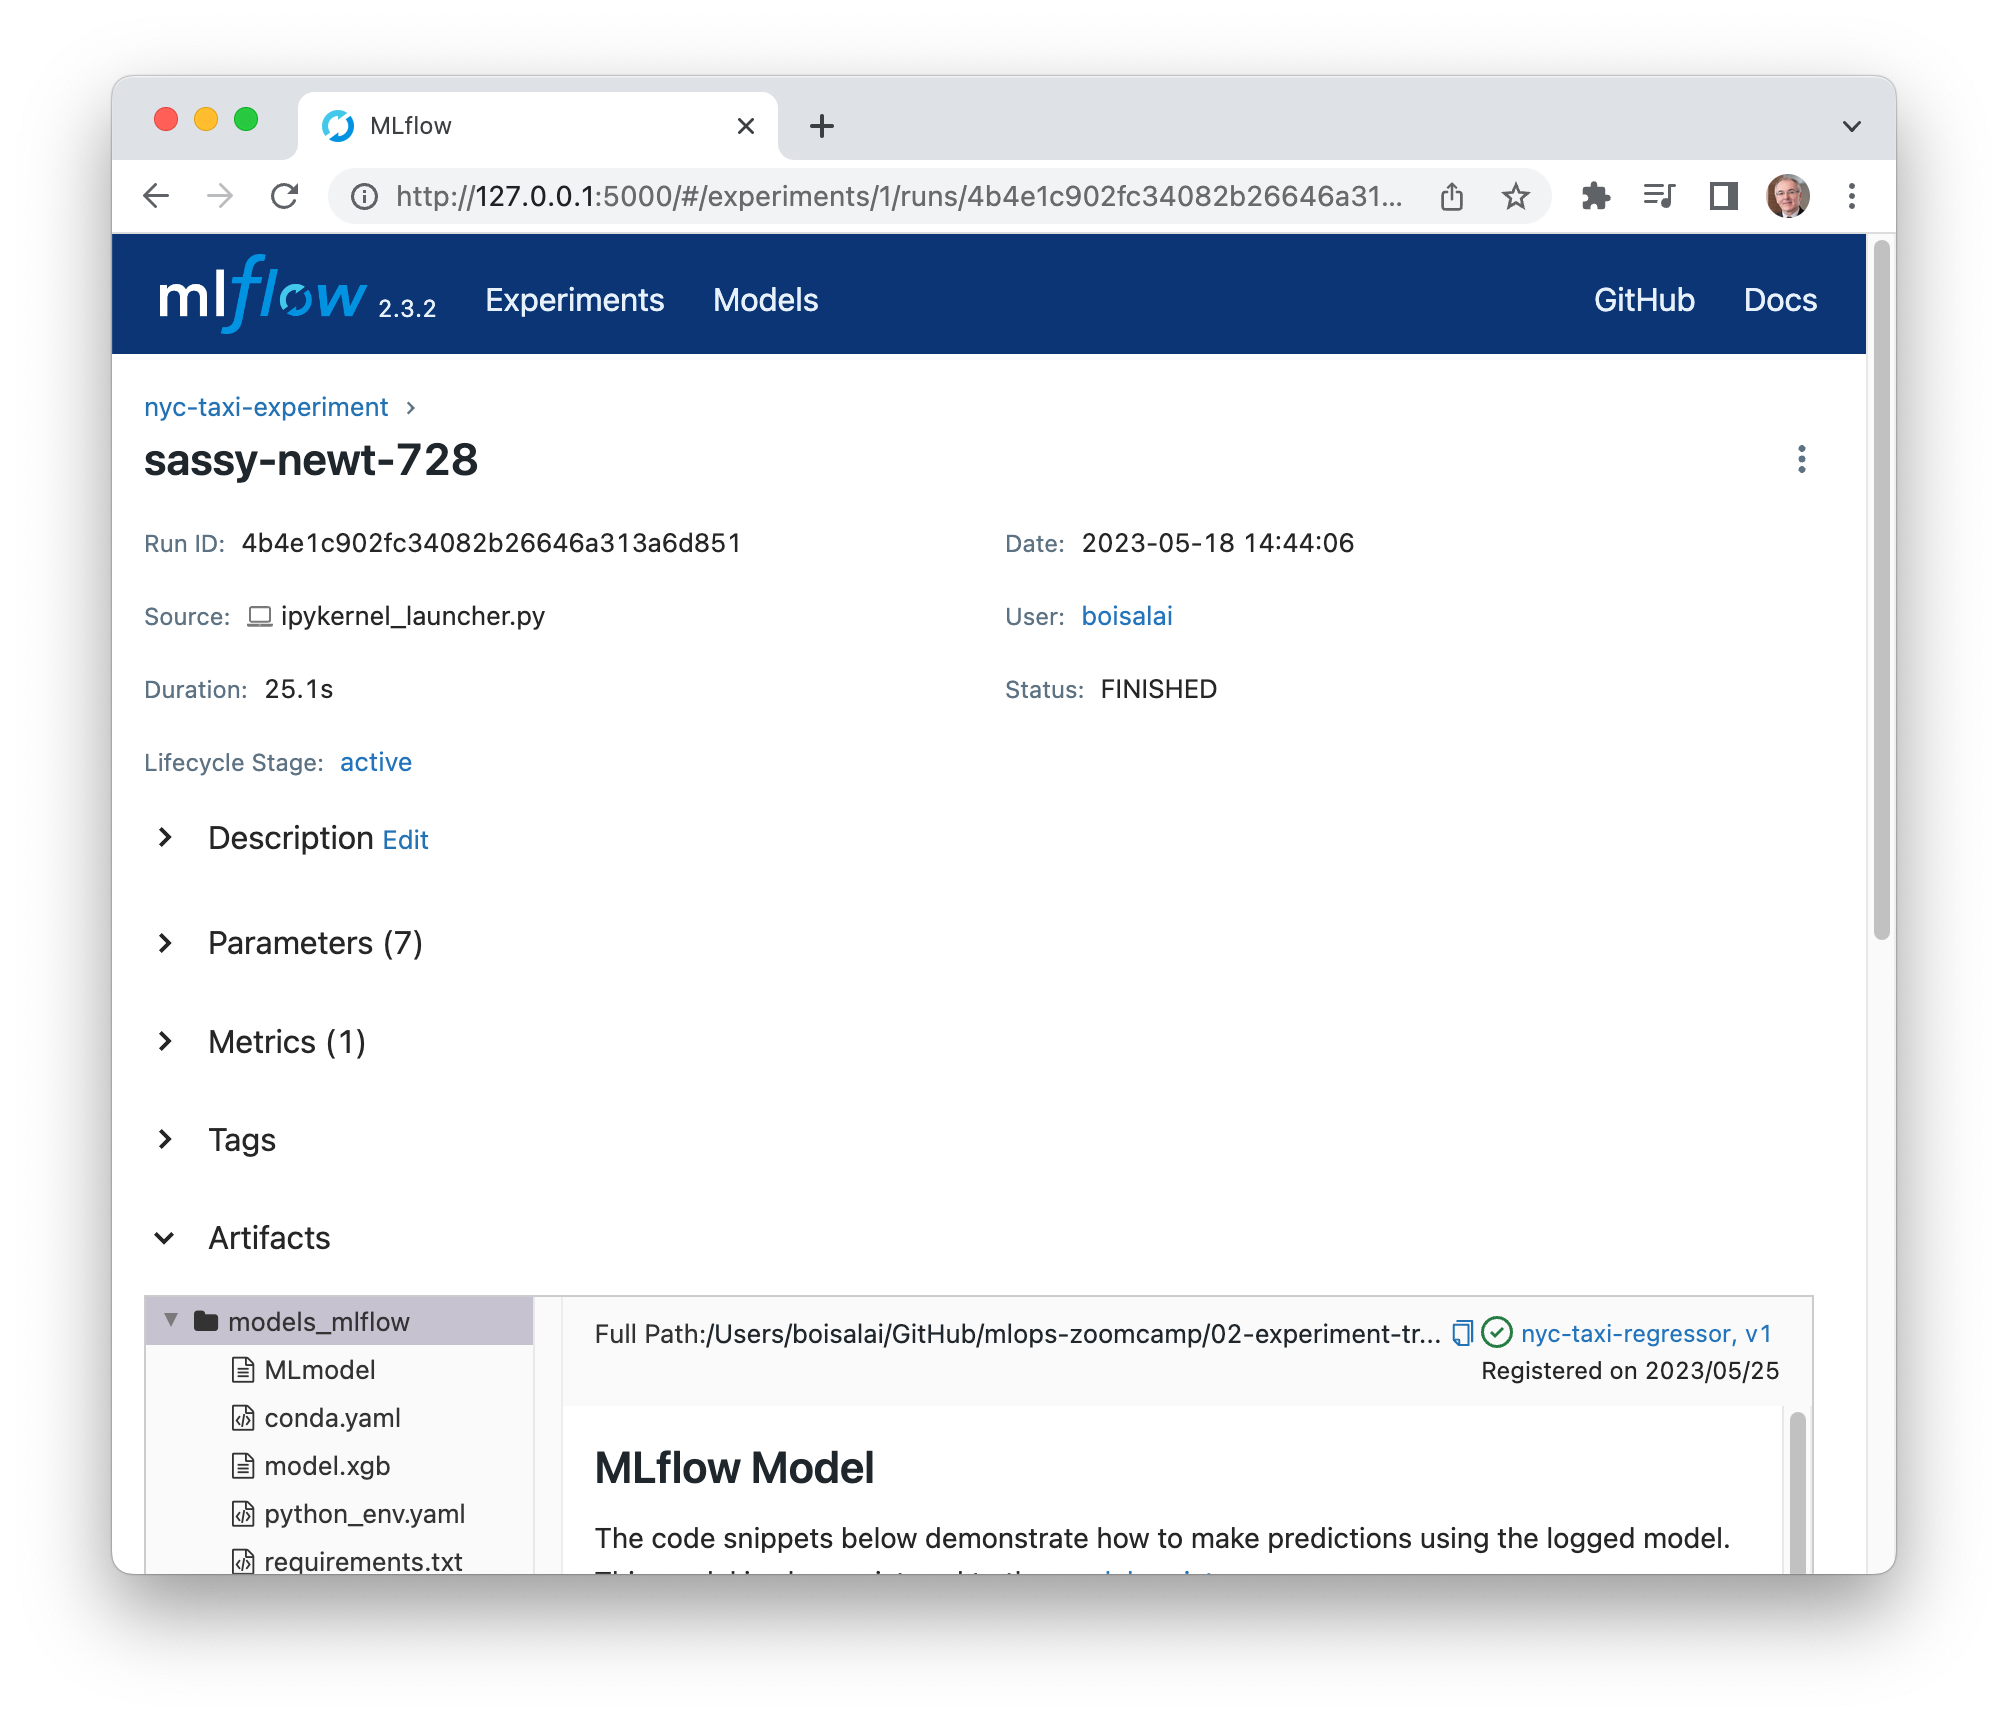 MLflow
http://127.0.0.1:5000/#/experiments/1/runs/4b4e1c902fc34082b26646a31...
mlflow 2.3.2 Experiments Models GitHub Docs
nyc-taxi-experiment
sassy-newt-728
Run ID: 4b4e1c902fc34082b26646a313a6d851 Date: 2023-05-18 14:44:06
Source: ipykernel_launcher.py User: boisalai
Duration: 25.1s Status: FINISHED
Lifecycle Stage: active
Description Edit
Parameters (7)
Metrics (1)
Tags
Artifacts
models_mlflow
MLmodel
conda.yaml
model.xgb
python_env.yaml
requirements.txt
Full Path:/Users/boisalai/GitHub/mlops-zoomcamp/02-experiment-tr... nyc-taxi-regressor, v1
Registered on 2023/05/25
MLflow Model
The code snippets below demonstrate how to make predictions using the logged model.